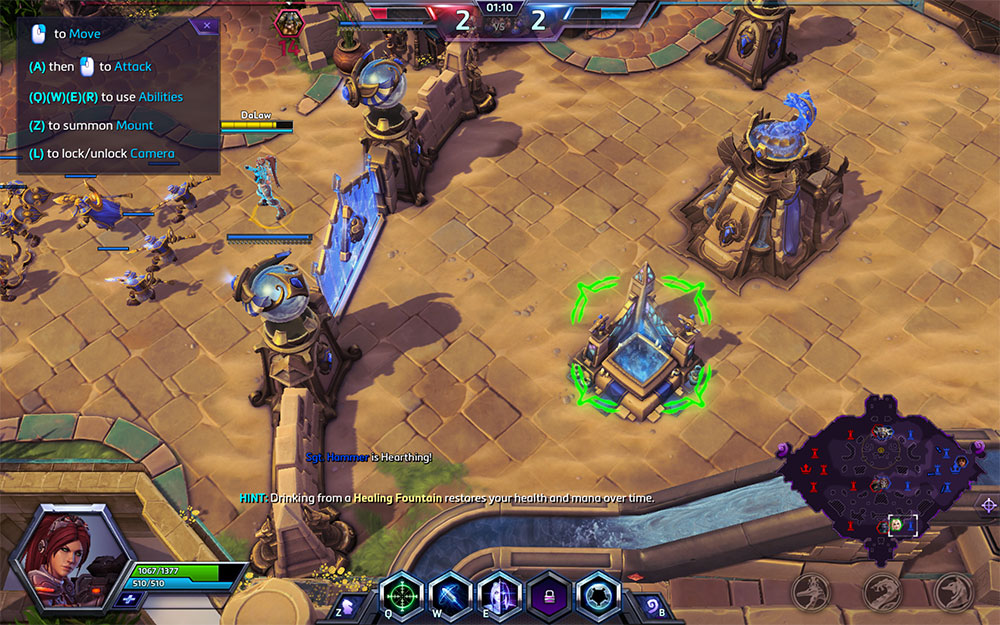 01:10
2 VS 2
14
to Move
(A) then to Attack
(Q)(W)(E)(R) to use Abilities
(Z) to summon Mount
(L) to lock/unlock Camera
DaLaw
Sgt. Hammer is Hearthing!
HINT: Drinking from a Healing Fountain restores your health and mana over time.
1067/1377
510/510
Z Q W E B